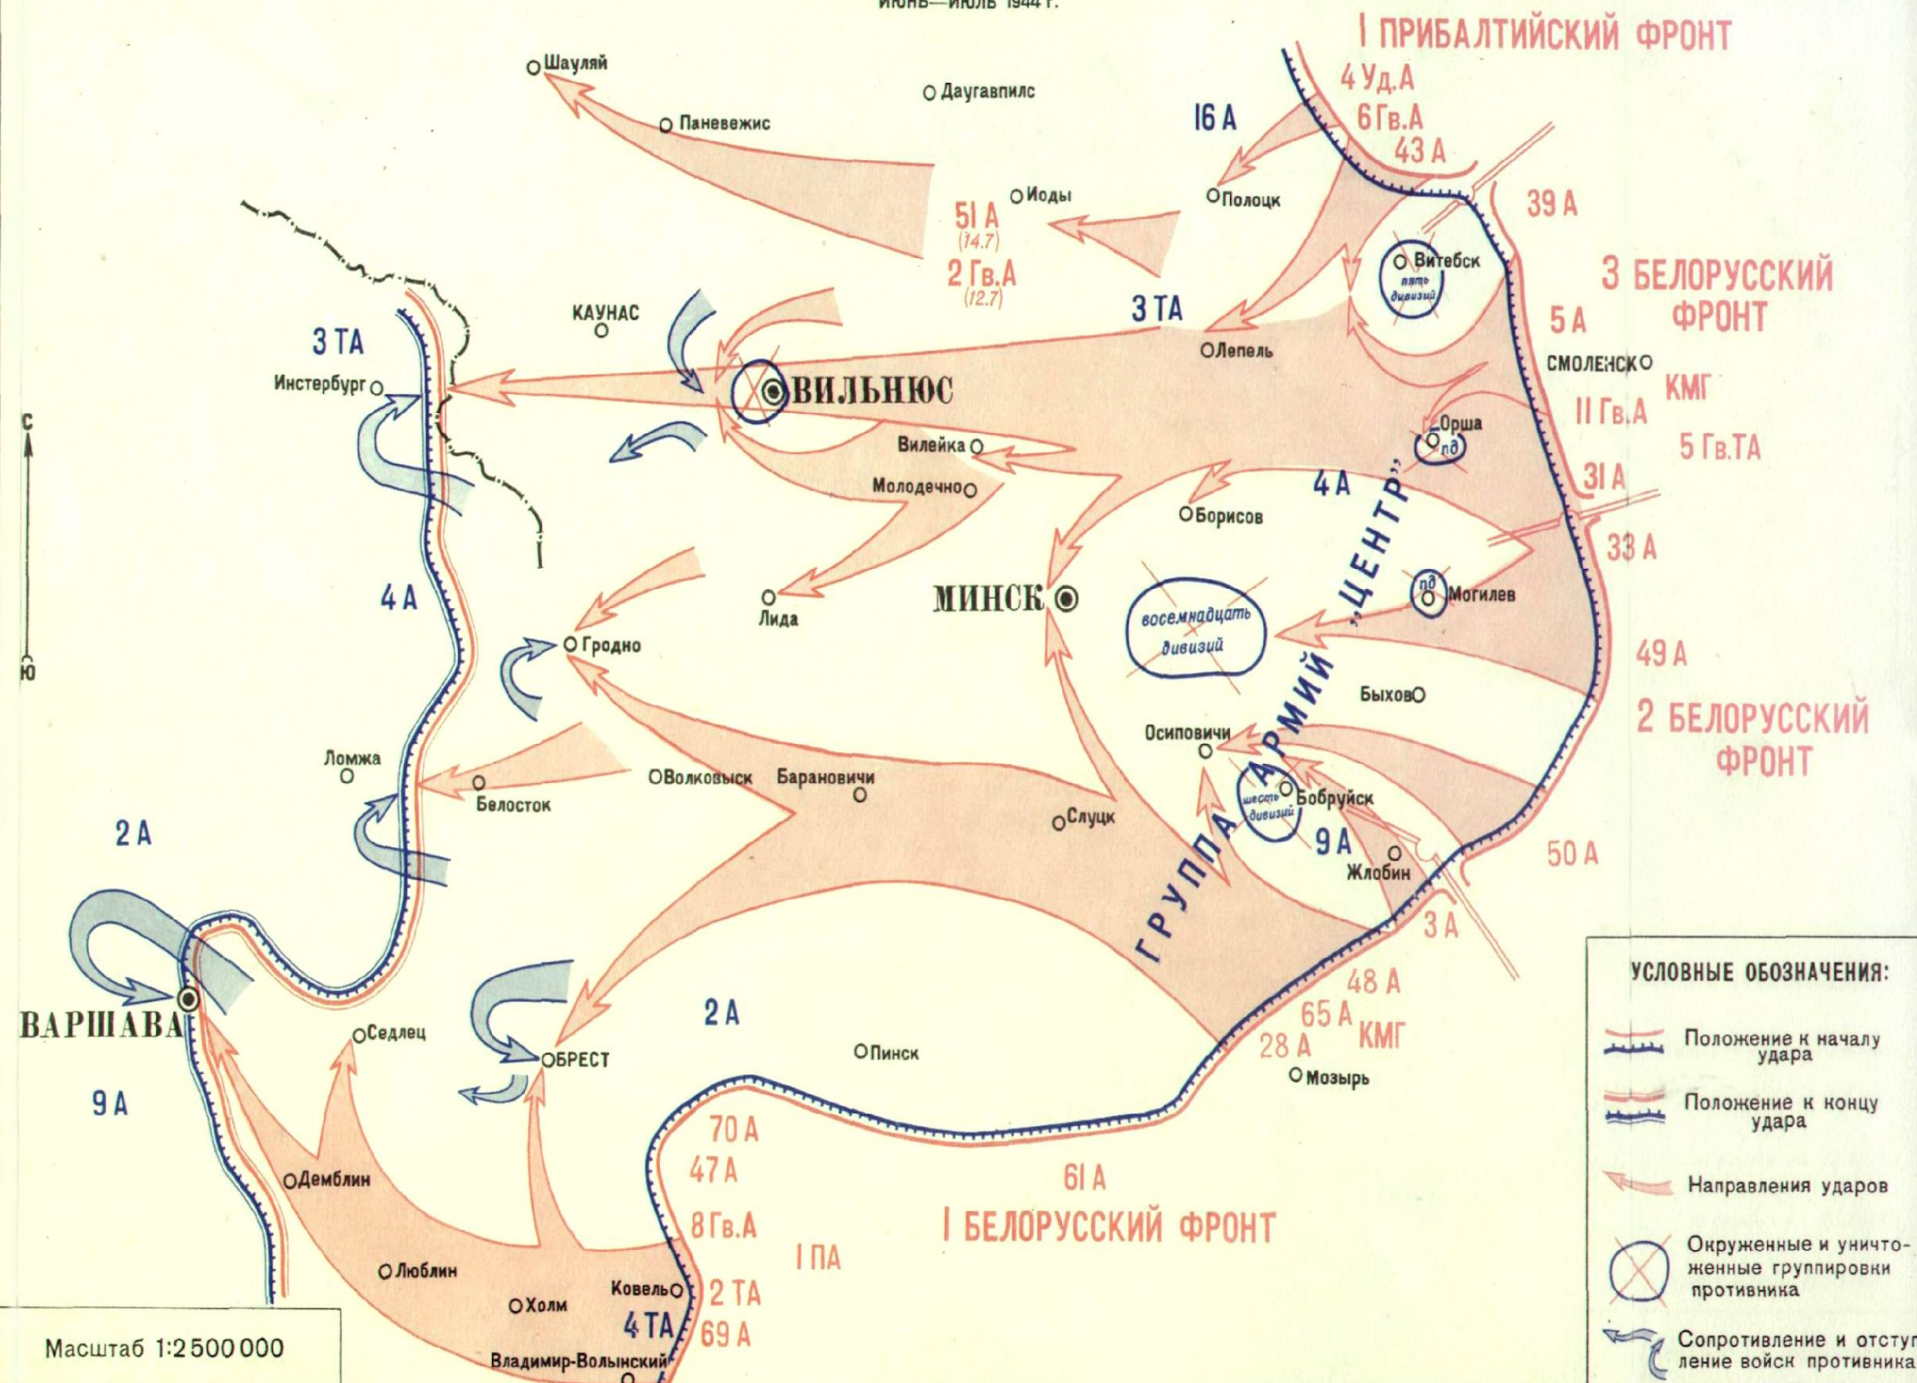 ИЮНЬ—ИЮЛЬ 1944 г.
I ПРИБАЛТИЙСКИЙ ФРОНТ
4 Уд.А
6 Гв.А
43 А
16 А
Шауляй
Даугавпилс
Паневежис
Иоды
Полоцк
51 А
(14.7)
2 Гв.А
(12.7)
39 А
Витебск
пять
дивизий
3 БЕЛОРУССКИЙ
ФРОНТ
5 А
СМОЛЕНСК
КМГ
11 Гв.А
5 Гв.ТА
31 А
КАУНАС
3 ТА
3 ТА
Лепель
Инстербург
ВИЛЬНЮС
Орша
пд
Вилейка
Молодечно
4 А
Борисов
33 А
С
Ю
4 А
Лида
МИНСК
восемнадцать
дивизий
пд
Могилев
Гродно
49 А
2 БЕЛОРУССКИЙ
ФРОНТ
Быхов
Осиповичи
ГРУППА АРМИЙ „ЦЕНТР”
Ломжа
Белосток
Волковыск
Барановичи
Слуцк
шесть
дивизий
Бобруйск
9 А
Жлобин
50 А
2 А
3 А
48 А
65 А
КМГ
28 А
Мозырь
ВАРШАВА
Седлец
2 А
БРЕСТ
Пинск
9 А
70 А
47 А
61 А
8 Гв.А
I БЕЛОРУССКИЙ ФРОНТ
I ПА
Демблин
Люблин
Холм
Ковель
2 ТА
4 ТА
69 А
Владимир-Волынский
Масштаб 1:2 500 000
УСЛОВНЫЕ ОБОЗНАЧЕНИЯ:
Положение к началу
удара
Положение к концу
удара
Направления ударов
Окруженные и уничто-
женные группировки
противника
Сопротивление и отступ
ление войск противника